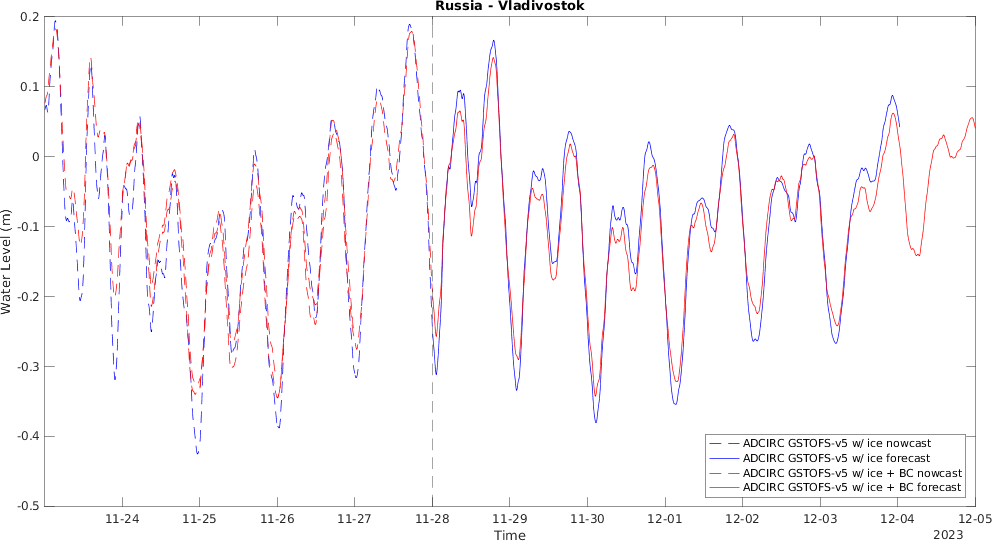 Russia - Vladivostok
0.2
0.1
0
-0.1
-0.2
-0.3
-0.4
-0.5
Water Level (m)
11-24 11-25 11-26 11-27 11-28 11-29 11-30 12-01 12-02 12-03 12-04 12-05
Time
2023
ADCIRC GSTOFS-v5 w/ ice nowcast
ADCIRC GSTOFS-v5 w/ ice forecast
ADCIRC GSTOFS-v5 w/ ice + BC nowcast
ADCIRC GSTOFS-v5 w/ ice + BC forecast